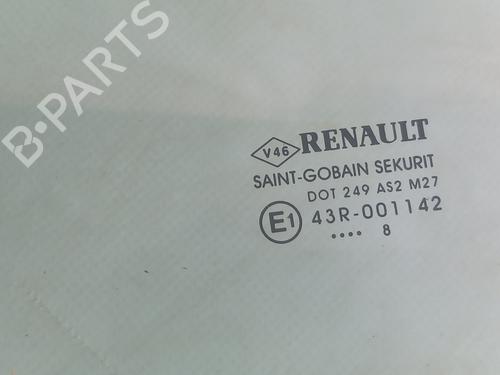 B-PARTS
V46 RENAULT
SAINT-GOBAIN SEKURIT
DOT 249 AS2 M27
E1 43R-001142
.... 8